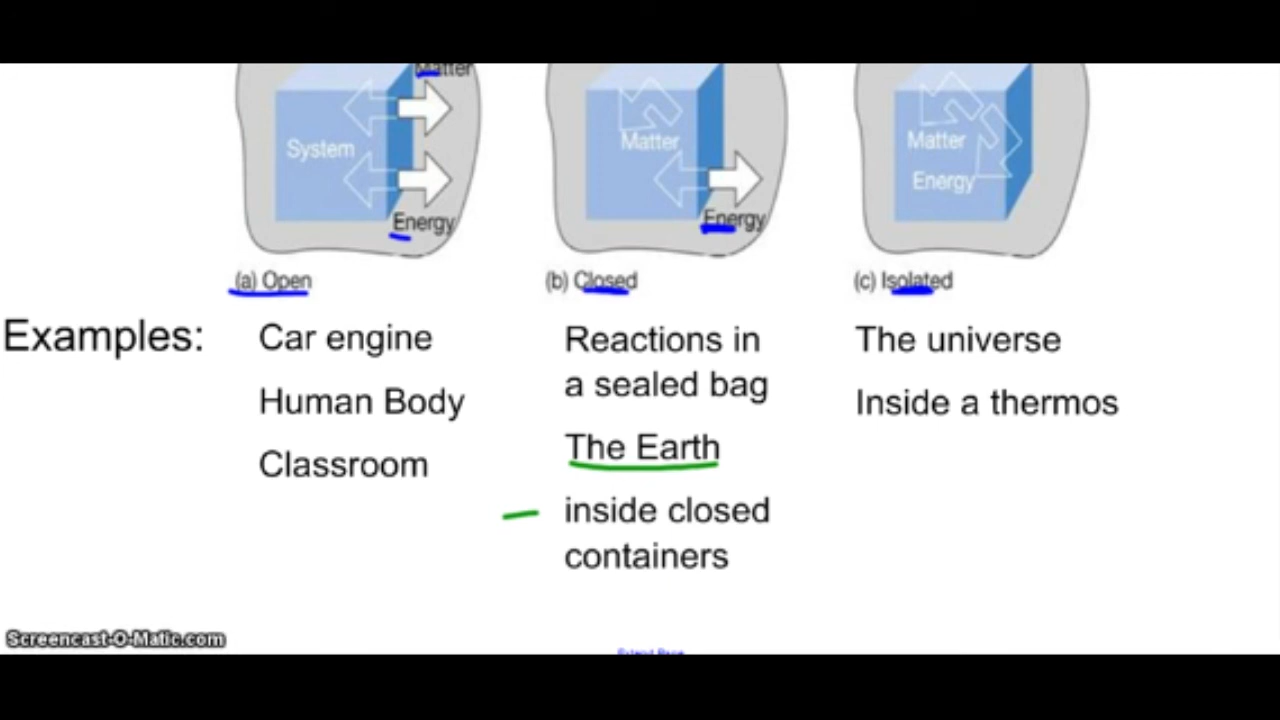 Matter
System
Energy
(a) Open
Matter
Energy
(b) Closed
Matter
Energy
(c) Isolated
Examples:
Car engine
Human Body
Classroom
Reactions in
a sealed bag
The Earth
inside closed
containers
The universe
Inside a thermos
Screencast-O-Matic.com